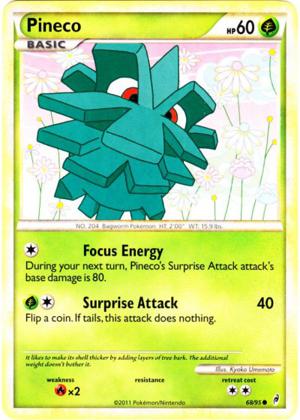 Pineco HP60
BASIC
NO. 204 Bagworm Pokémon HT: 2'00" WT: 15.9 lbs.
Focus Energy
During your next turn, Pineco's Surprise Attack attack's
base damage is 80.
Surprise Attack 40
Flip a coin. If tails, this attack does nothing.
It likes to make its shell thicker by adding layers of tree bark. The additional
weight doesn't bother it.
weakness resistance retreat cost
×2
Illus. Kyoko Umemoto
©2011 Pokémon/Nintendo 68/95